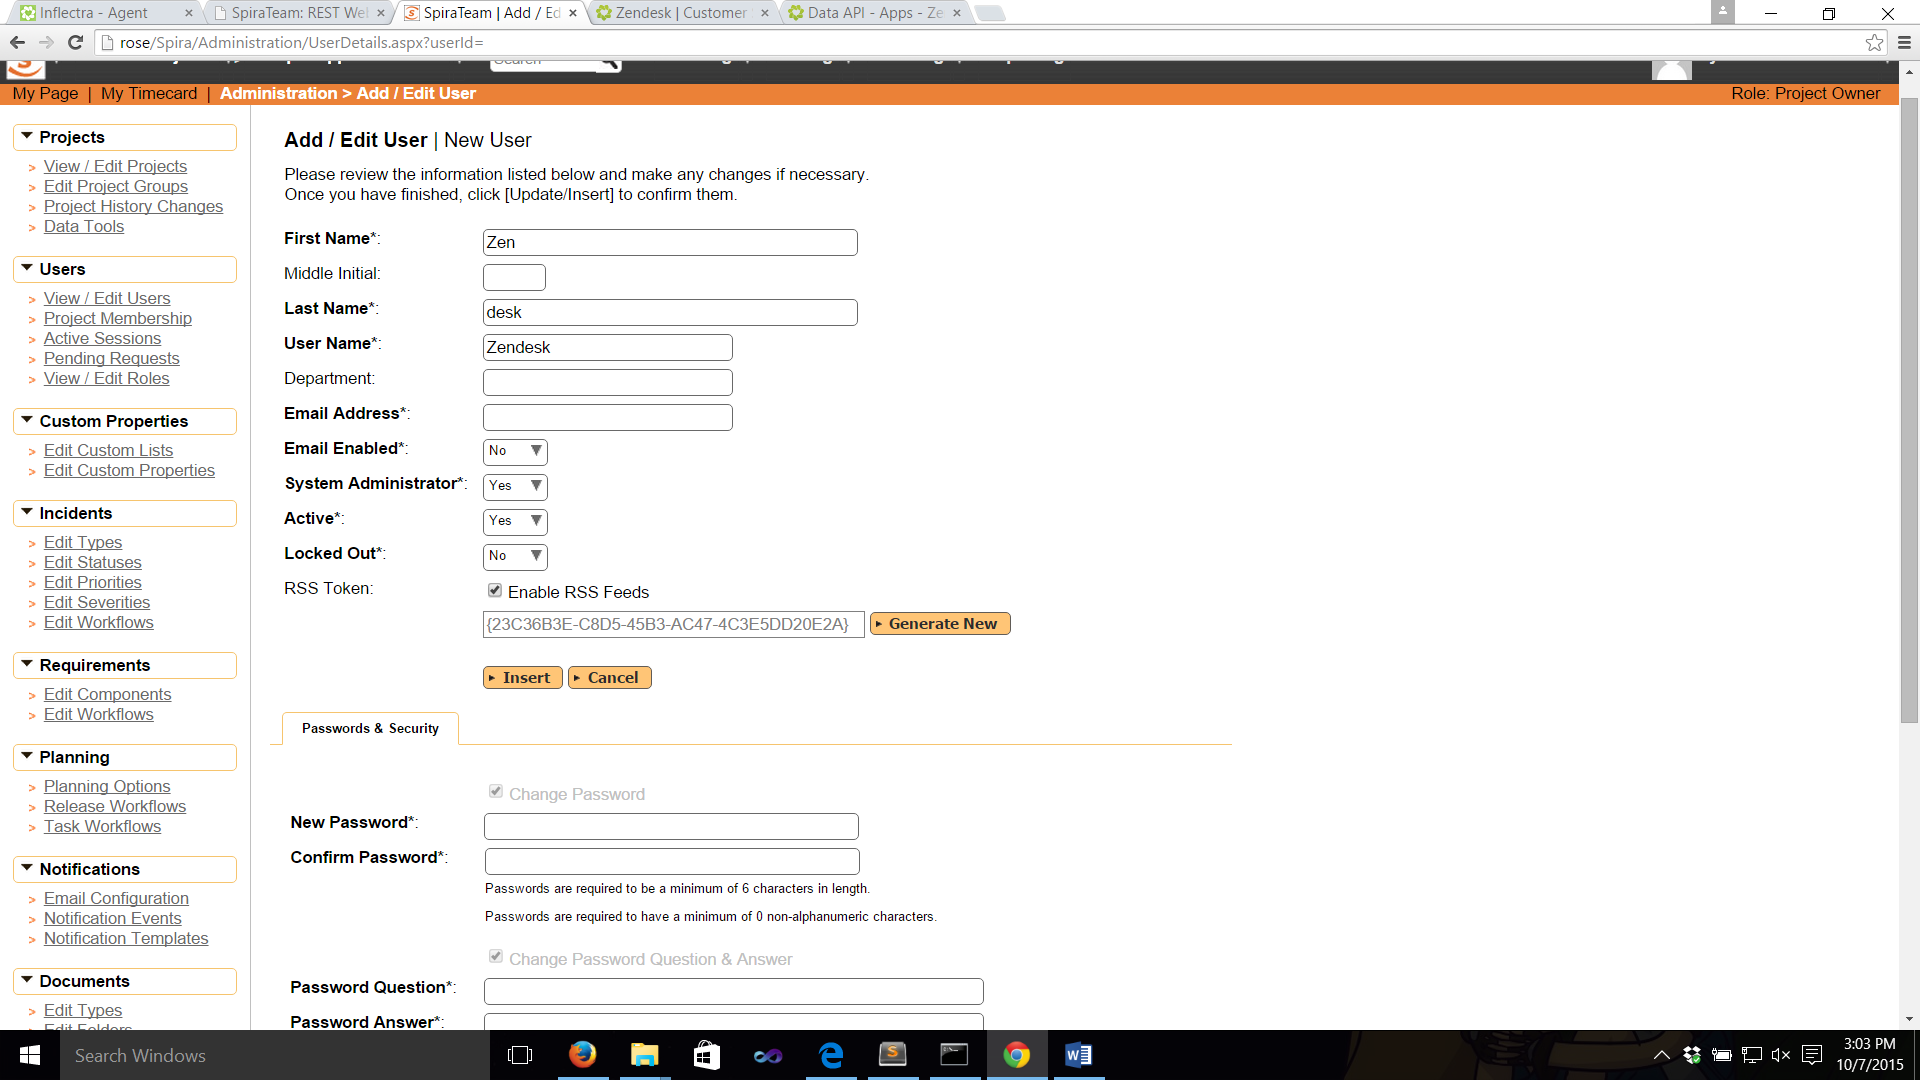 Inflectra - Agent
SpiraTeam: REST We
SpiraTeam | Add / Ed
Zendesk | Customer
Data API - Apps - Ze
rose/Spira/Administration/UserDetails.aspx?userId=
My Page | My Timecard | Administration > Add / Edit User
Role: Project Owner
Projects
> View / Edit Projects
> Edit Project Groups
> Project History Changes
> Data Tools
Users
> View / Edit Users
> Project Membership
> Active Sessions
> Pending Requests
> View / Edit Roles
Custom Properties
> Edit Custom Lists
> Edit Custom Properties
Incidents
> Edit Types
> Edit Statuses
> Edit Priorities
> Edit Severities
> Edit Workflows
Requirements
> Edit Components
> Edit Workflows
Planning
> Planning Options
> Release Workflows
> Task Workflows
Notifications
> Email Configuration
> Notification Events
> Notification Templates
Documents
> Edit Types
> Edit Folders
Add / Edit User | New User
Please review the information listed below and make any changes if necessary.
Once you have finished, click [Update/Insert] to confirm them.
First Name*: Zen
Middle Initial:
Last Name*: desk
User Name*: Zendesk
Department:
Email Address*:
Email Enabled*: No
System Administrator*: Yes
Active*: Yes
Locked Out*: No
RSS Token: Enable RSS Feeds
{23C36B3E-C8D5-45B3-AC47-4C3E5DD20E2A} Generate New
Insert Cancel
Passwords & Security
Change Password
New Password*:
Confirm Password*:
Passwords are required to be a minimum of 6 characters in length.
Passwords are required to have a minimum of 0 non-alphanumeric characters.
Change Password Question & Answer
Password Question*:
Password Answer*:
Search Windows
3:03 PM
10/7/2015